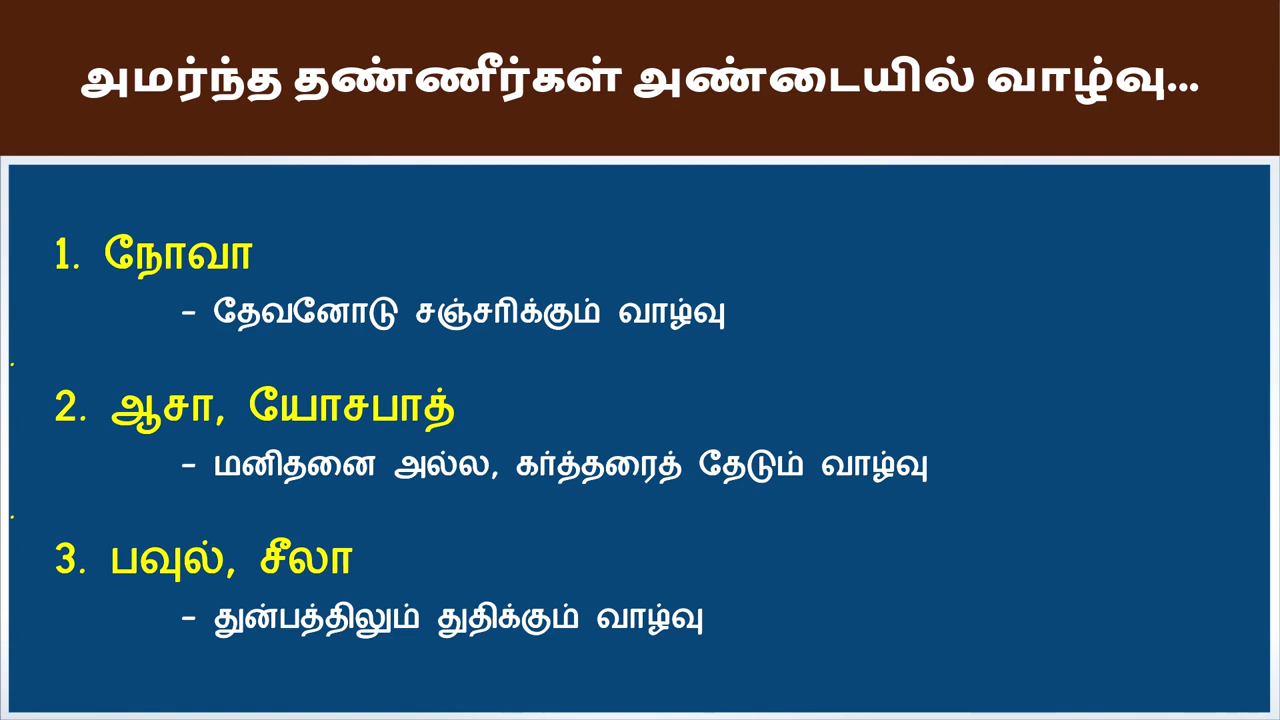 அமர்ந்த தண்ணீர்கள் அண்டையில் வாழ்வு...
1. நோவா
- தேவனோடு சஞ்சரிக்கும் வாழ்வு
2. ஆசா, யோசபாத்
- மனிதனை அல்ல, கர்த்தரைத் தேடும் வாழ்வு
3. பவுல், சீலா
- துன்பத்திலும் துதிக்கும் வாழ்வு